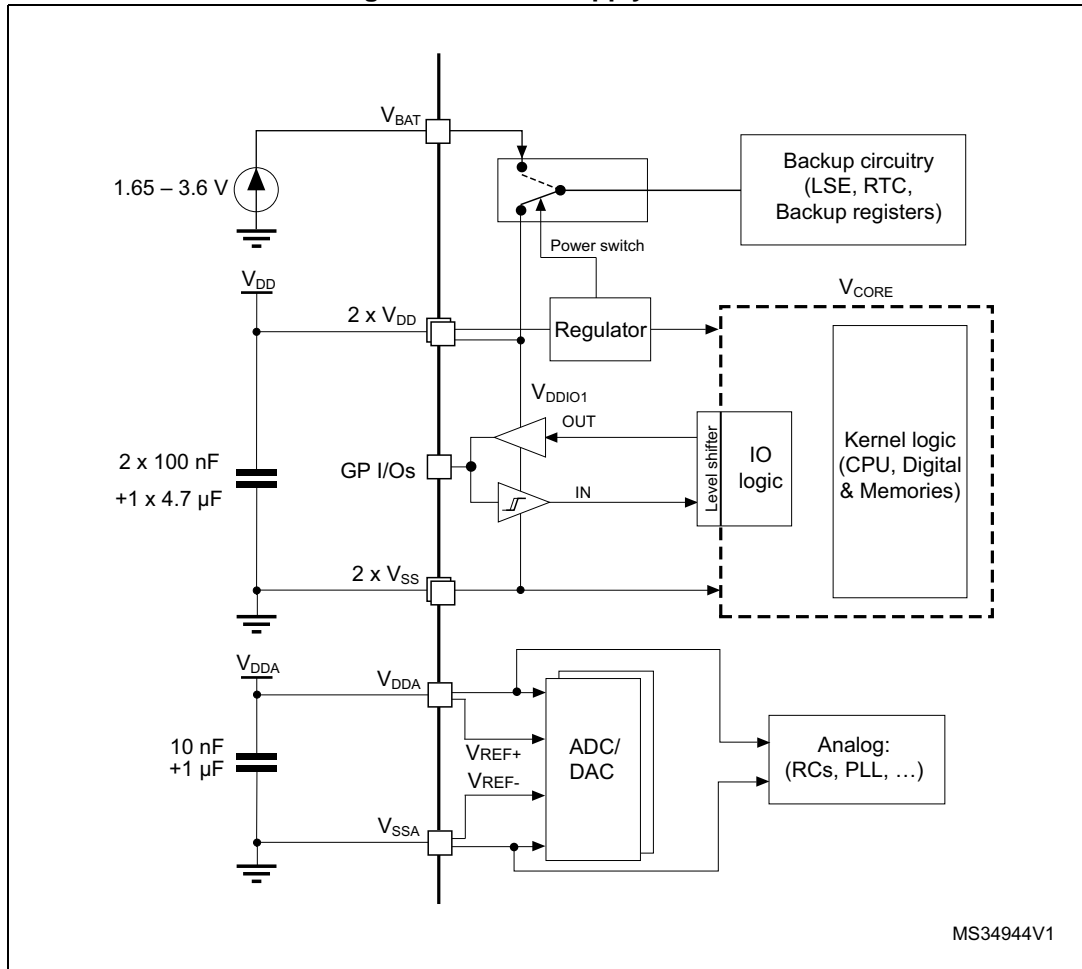 VBAT
1.65 – 3.6 V
Backup circuitry
(LSE, RTC,
Backup registers)
Power switch
VDD
2 x VDD
Regulator
VCORE
VDDIO1
OUT
GP I/Os
IN
Level shifter
IO
logic
Kernel logic
(CPU, Digital
& Memories)
2 x 100 nF
+1 x 4.7 µF
2 x VSS
VDDA
VDDA
10 nF
+1 µF
VREF+
VREF-
ADC/
DAC
Analog:
(RCs, PLL, …)
VSSA
MS34944V1